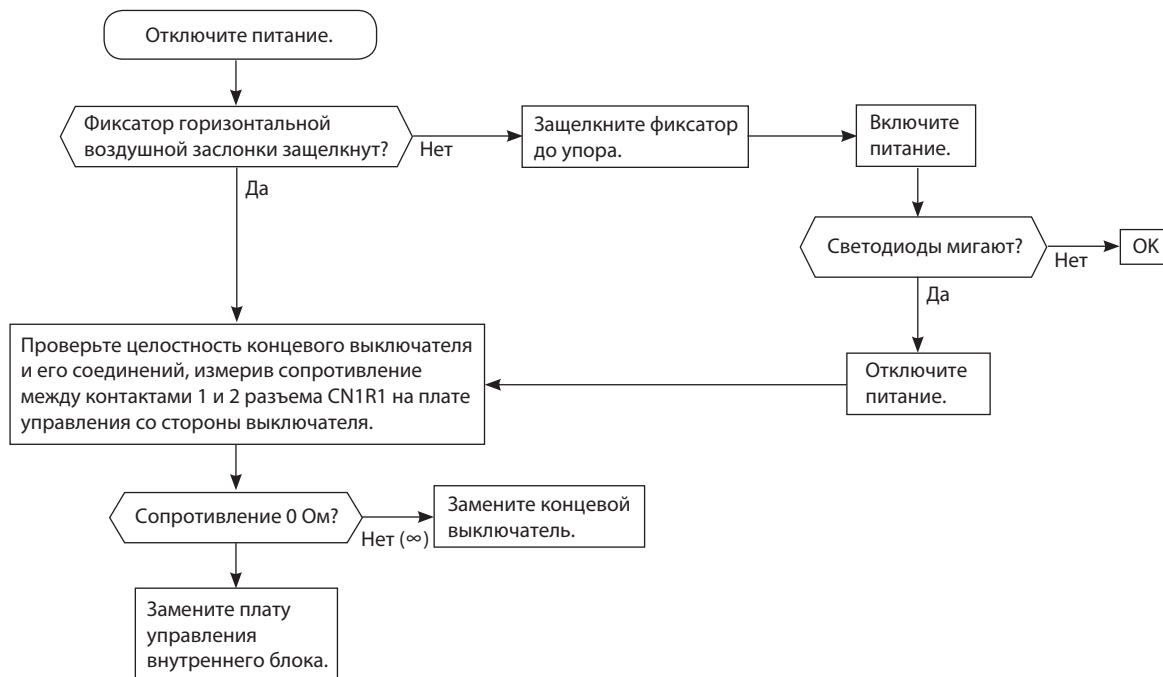 Отключите питание.
Фиксатор горизонтальной
воздушной заслонки защелкнут?
Нет
Защелкните фиксатор
до упора.
Включите
питание.
Да
Светодиоды мигают?
Нет
OK
Да
Проверьте целостность концевого выключателя
и его соединений, измерив сопротивление
между контактами 1 и 2 разъема CN1R1 на плате
управления со стороны выключателя.
Отключите
питание.
Сопротивление 0 Ом?
Нет (∞)
Замените концевой
выключатель.
Замените плату
управления
внутреннего блока.